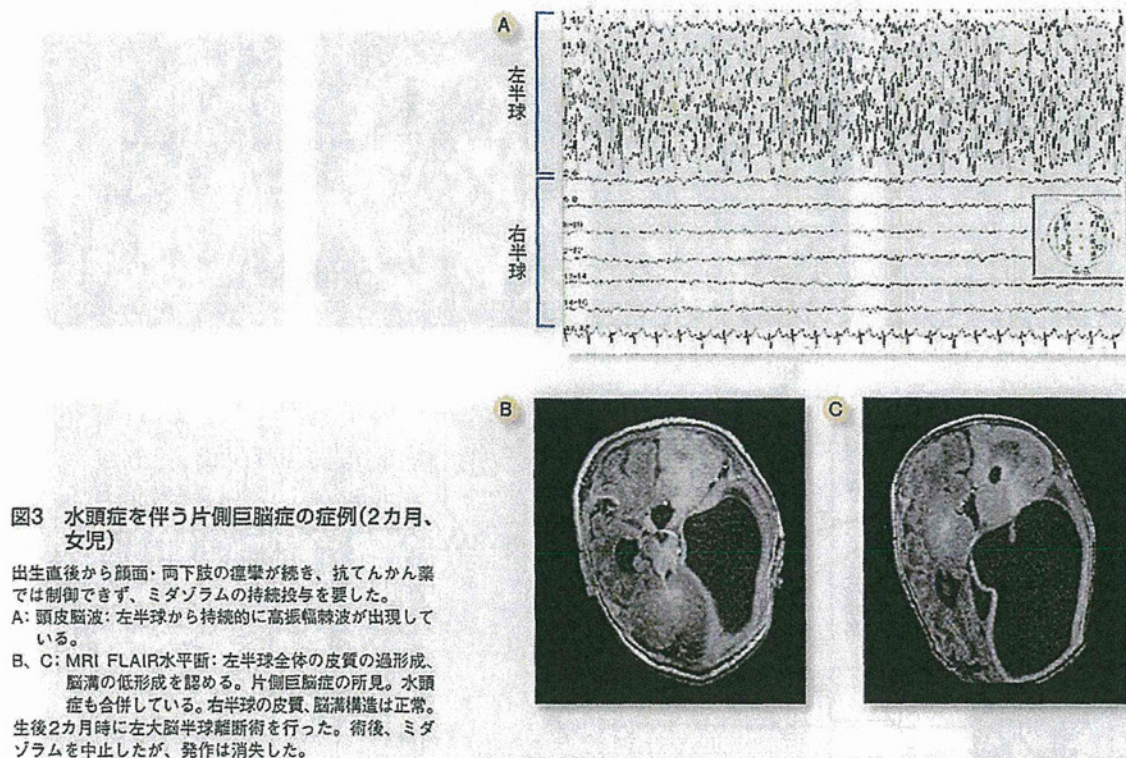 A
左半球
右半球
B
C
図3 水頭症を伴う片側巨脳症の症例(2カ月、
女児)
出生直後から顔面・両下肢の痙攣が続き、抗てんかん薬
では制御できず、ミダゾラムの持続投与を要した。
A: 頭皮脳波: 左半球から持続的に高振幅棘波が出現して
いる。
B、C: MRI FLAIR水平断: 左半球全体の皮質の過形成、
脳溝の低形成を認める。片側巨脳症の所見。水頭
症も合併している。右半球の皮質、脳溝構造は正常。
生後2カ月時に左大脳半球離断術を行った。術後、ミダ
ゾラムを中止したが、発作は消失した。